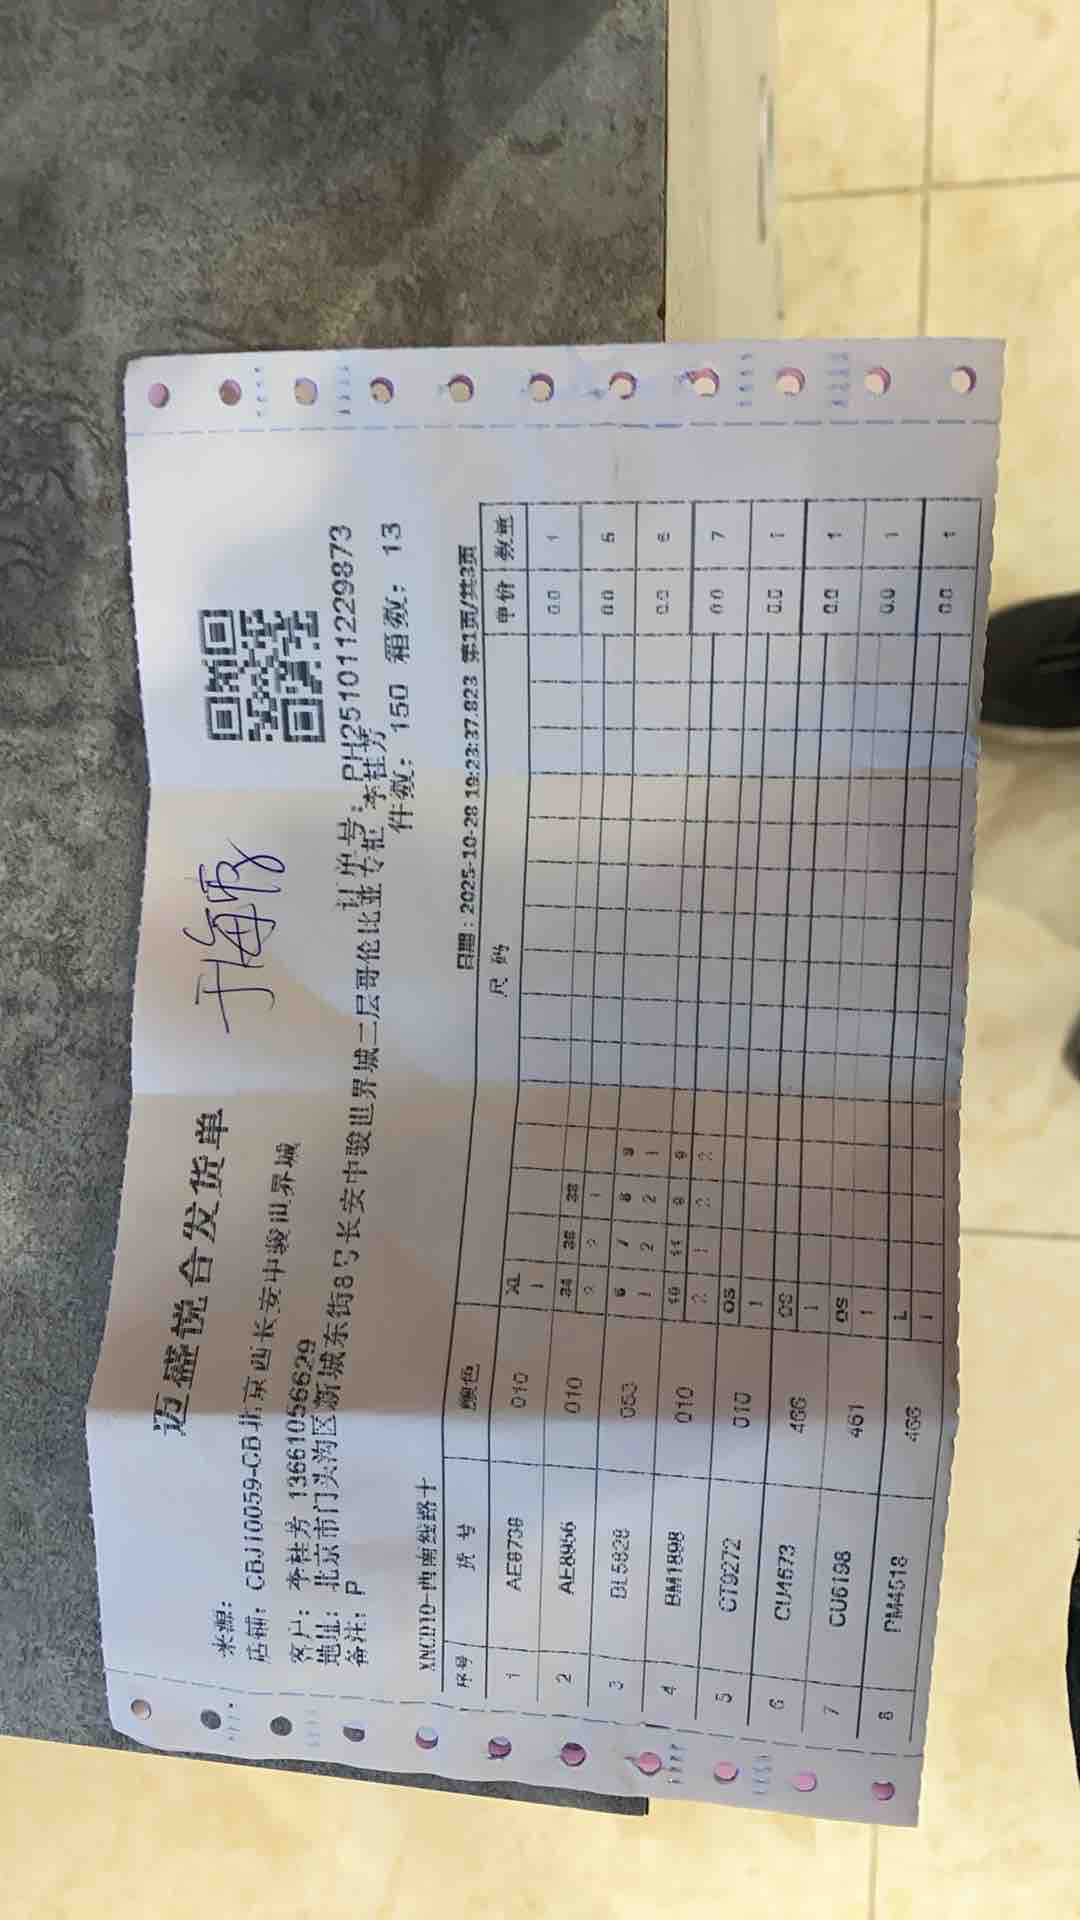 迈盛悦合发货单
于海霞
来源:
店铺: CBJ10059-CB北京西长安中骏世界城
订单号: PH251011229873
客户: 李桂芳 13661056629
地址: 北京市门头沟区新城东街8号长安中骏世界城二层哥伦比亚专柜 李桂芳
备注: P
件数: 150 箱数: 13
XNCD10-西南线路十
日期:2025-10-28 19:23:37.823 第1页/共3页
序号 货号 颜色 尺码 单价 数量
XL
1 AE8738 010 1 0.0 1
34 36 38
2 AE8956 010 2 2 1 0.0 5
6 7 8 9
3 BL5828 053 1 2 2 1 0.0 6
10 11 8 9
4 BM1898 010 2 1 2 2 0.0 7
OS
5 CT9272 010 1 0.0 1
OS
6 CU4573 466 1 0.0 1
OS
7 CU6198 461 1 0.0 1
L
8 466 1 0.0 1